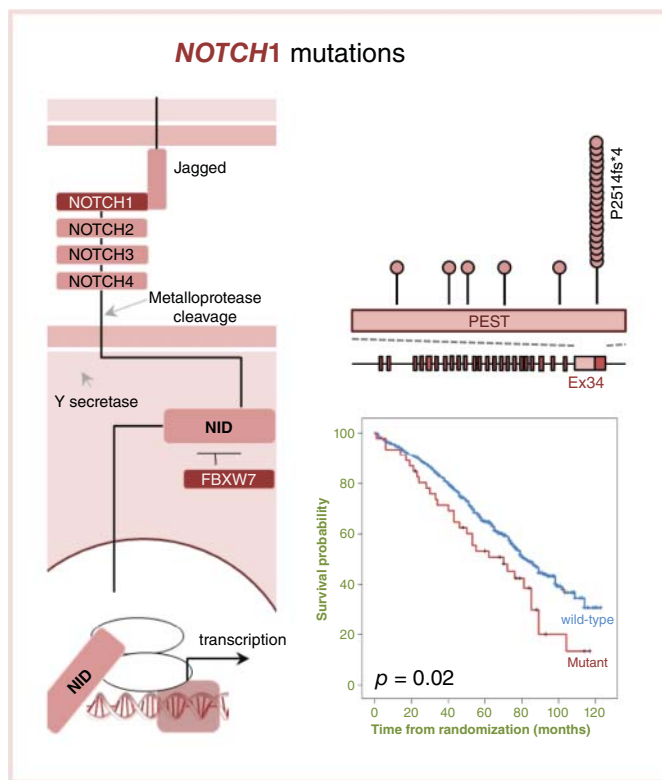 NOTCH1 mutations
Jagged
NOTCH1
NOTCH2
NOTCH3
NOTCH4
Metalloprotease
cleavage
Y secretase
NID
FBXW7
NID
transcription
P2514fs*4
PEST
Ex34
Survival probability
100
80
60
40
20
0
wild-type
Mutant
p = 0.02
0 20 40 60 80 100 120
Time from randomization (months)